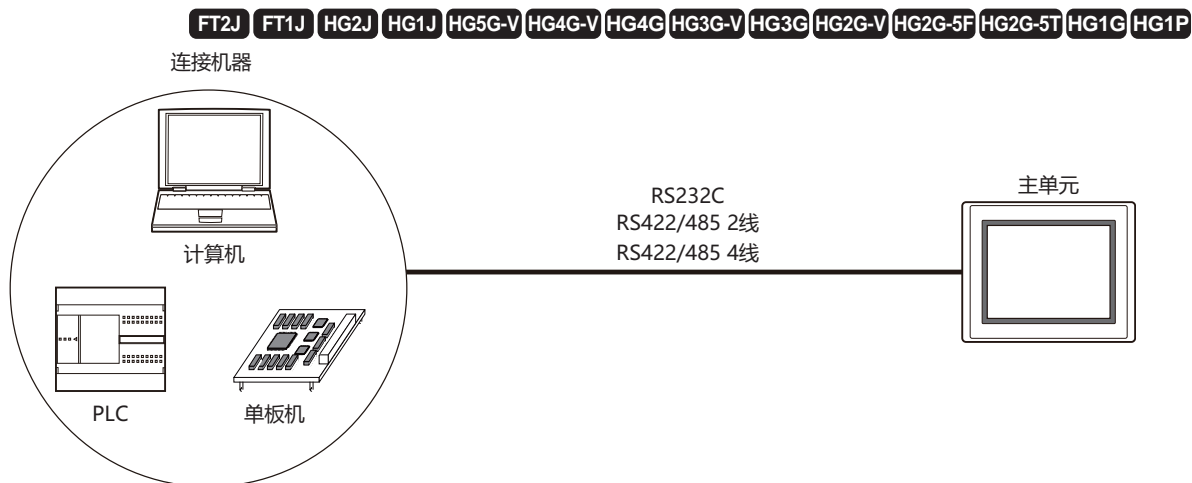 FT2J FT1J HG2J HG1J HG5G-V HG4G-V HG4G HG3G-V HG3G HG2G-V HG2G-5F HG2G-5T HG1G HG1P
连接机器
计算机
PLC
单板机
RS232C
RS422/485 2线
RS422/485 4线
主单元